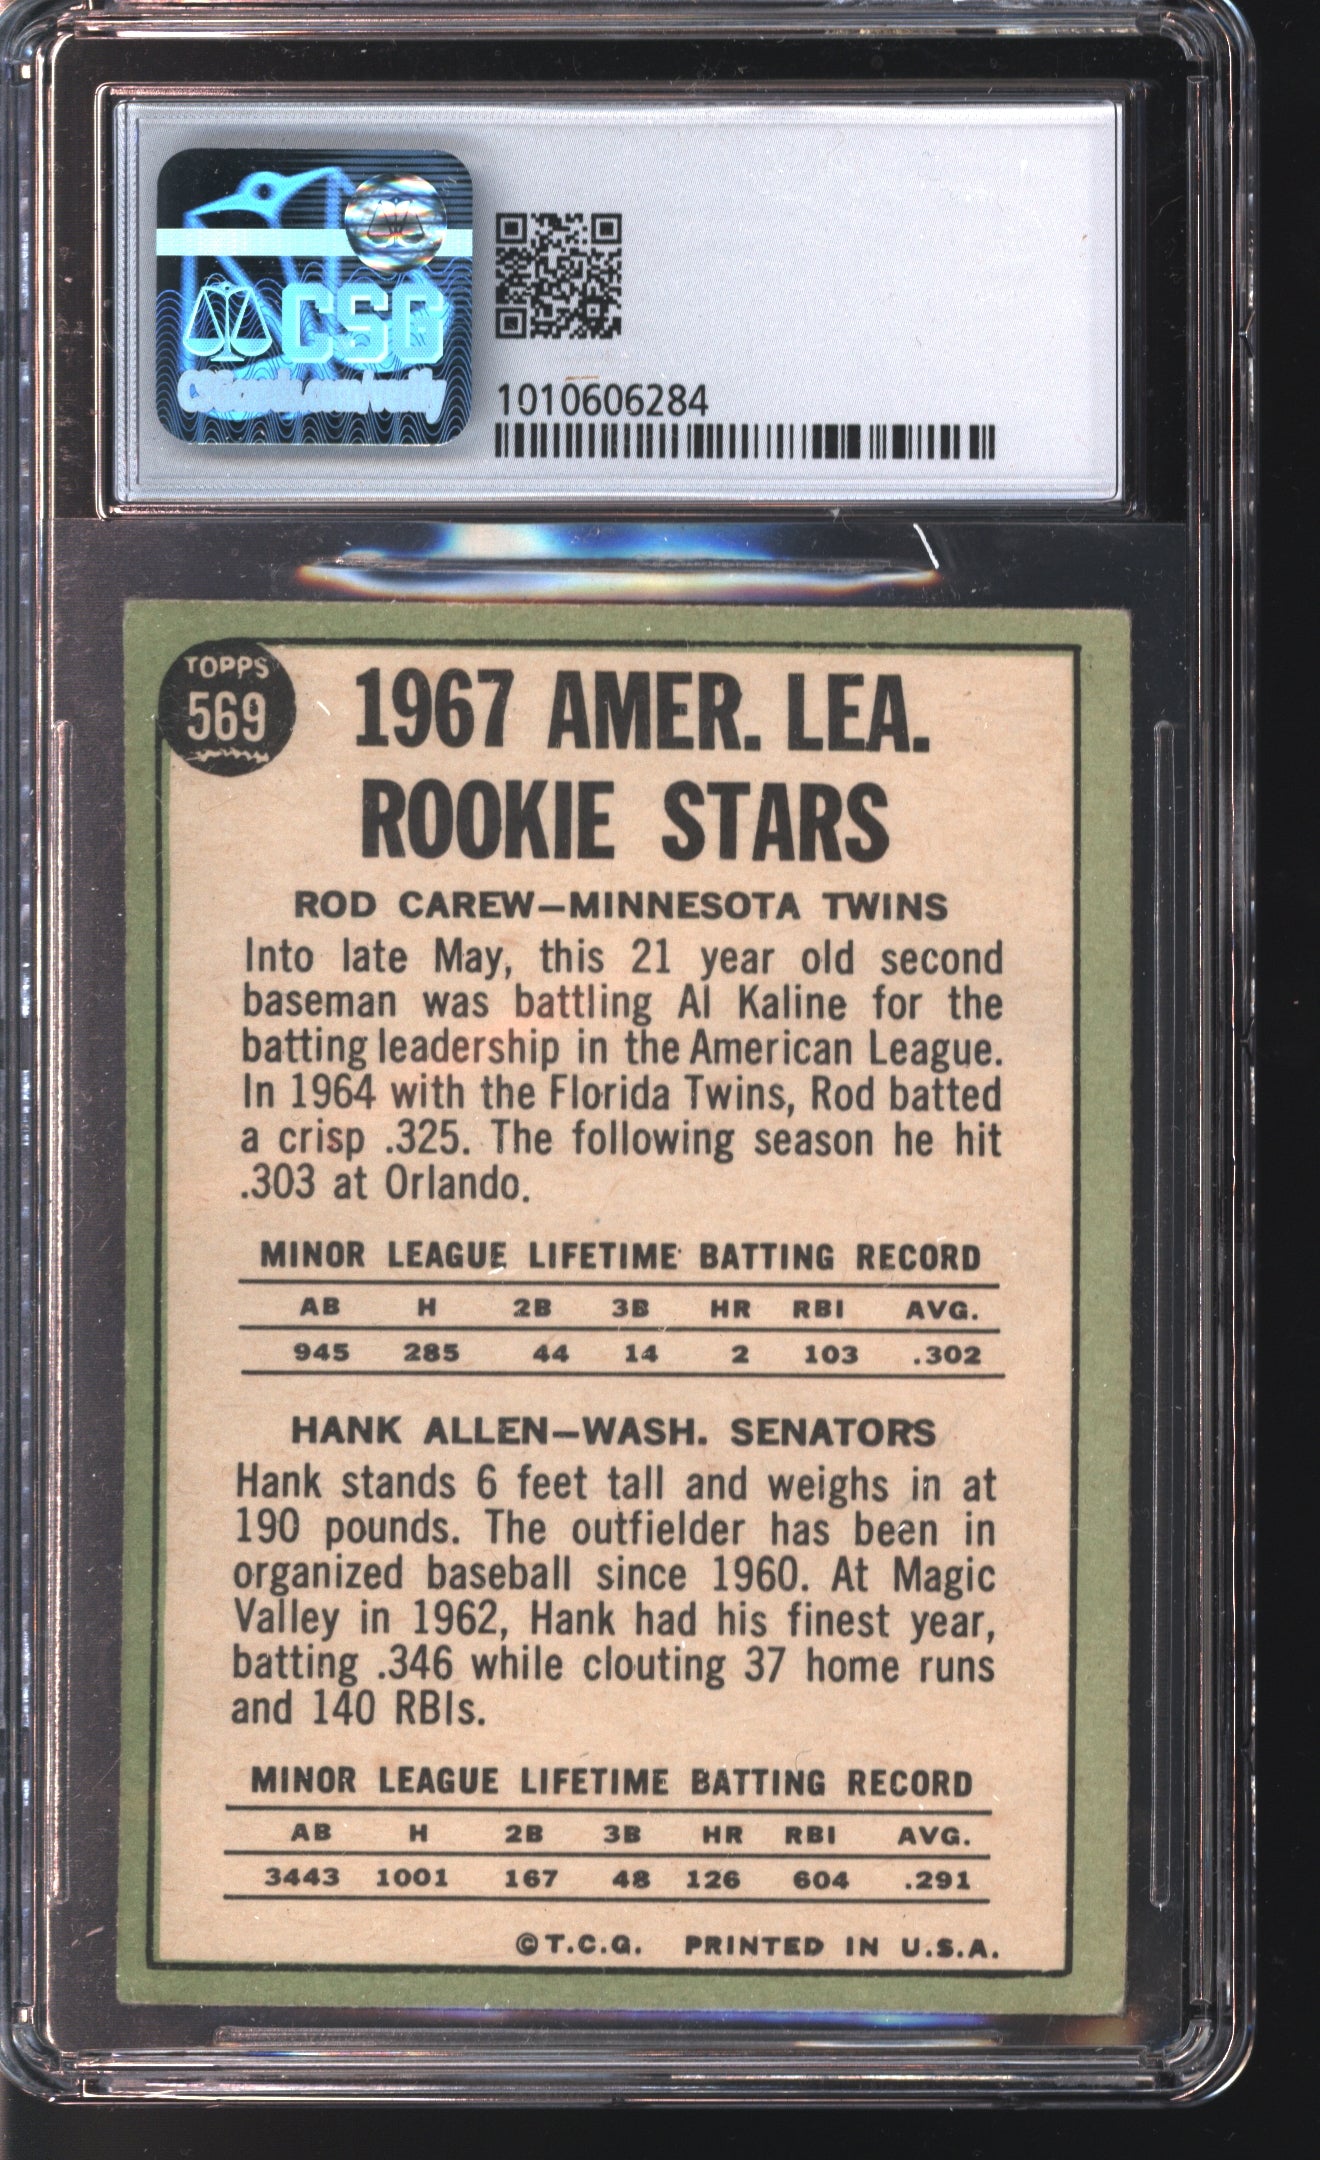 CSG
1010606284
TOPPS
569
1967 AMER. LEA.
ROOKIE STARS
ROD CAREW—MINNESOTA TWINS
Into late May, this 21 year old second
baseman was battling Al Kaline for the
batting leadership in the American League.
In 1964 with the Florida Twins, Rod batted
a crisp .325. The following season he hit
.303 at Orlando.
MINOR LEAGUE LIFETIME BATTING RECORD
AB H 2B 3B HR RBI AVG.
945 285 44 14 2 103 .302
HANK ALLEN—WASH. SENATORS
Hank stands 6 feet tall and weighs in at
190 pounds. The outfielder has been in
organized baseball since 1960. At Magic
Valley in 1962, Hank had his finest year,
batting .346 while clouting 37 home runs
and 140 RBIs.
MINOR LEAGUE LIFETIME BATTING RECORD
AB H 2B 3B HR RBI AVG.
3443 1001 167 48 126 604 .291
©T.C.G. PRINTED IN U.S.A.